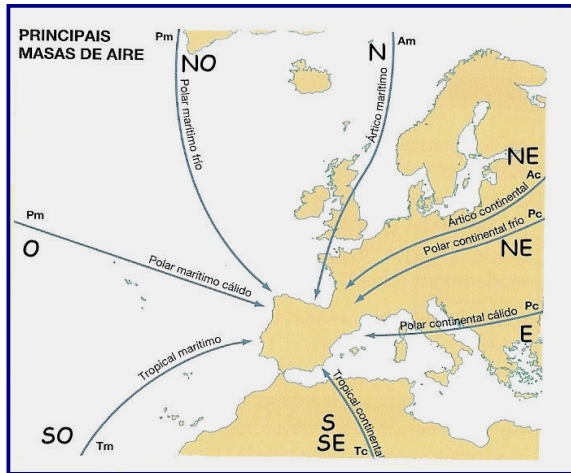 PRINCIPAIS
MASAS DE AIRE
Pm
NO
N
Am
Polar marítimo frío
Ártico marítimo
NE
Ac
Ártico continental
Pc
Polar continental frío
NE
Pm
O
Polar marítimo cálido
Pc
Polar continental cálido
E
Tropical marítimo
SO
Tm
S
SE
Tropical continental
Tc